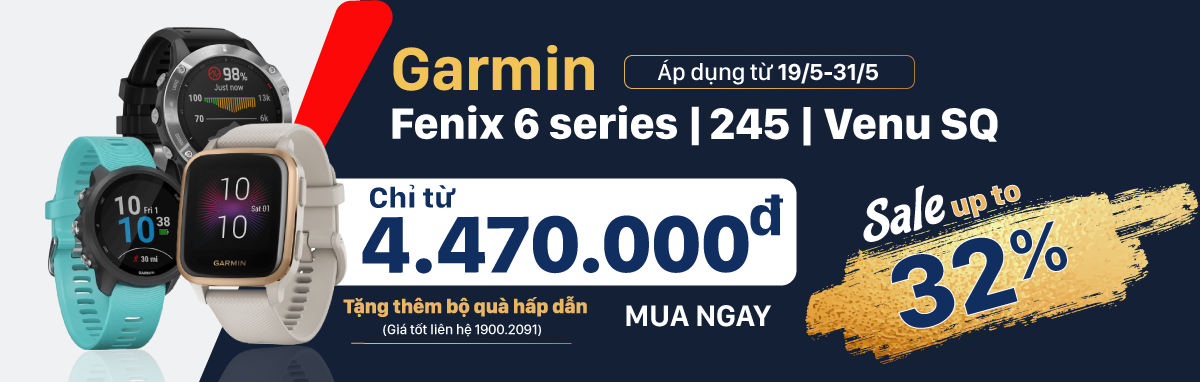 Garmin
Áp dụng từ 19/5-31/5
Fenix 6 series | 245 | Venu SQ
Chỉ từ
4.470.000đ
Tặng thêm bộ quà hấp dẫn
(Giá tốt liên hệ 1900.2091)
MUA NGAY
Sale up to
32%
98%
Just now
100 13k
70 6k
10 Fri 1
10 38
30 mi
GARMIN
10
10 Sat 01
GARMIN